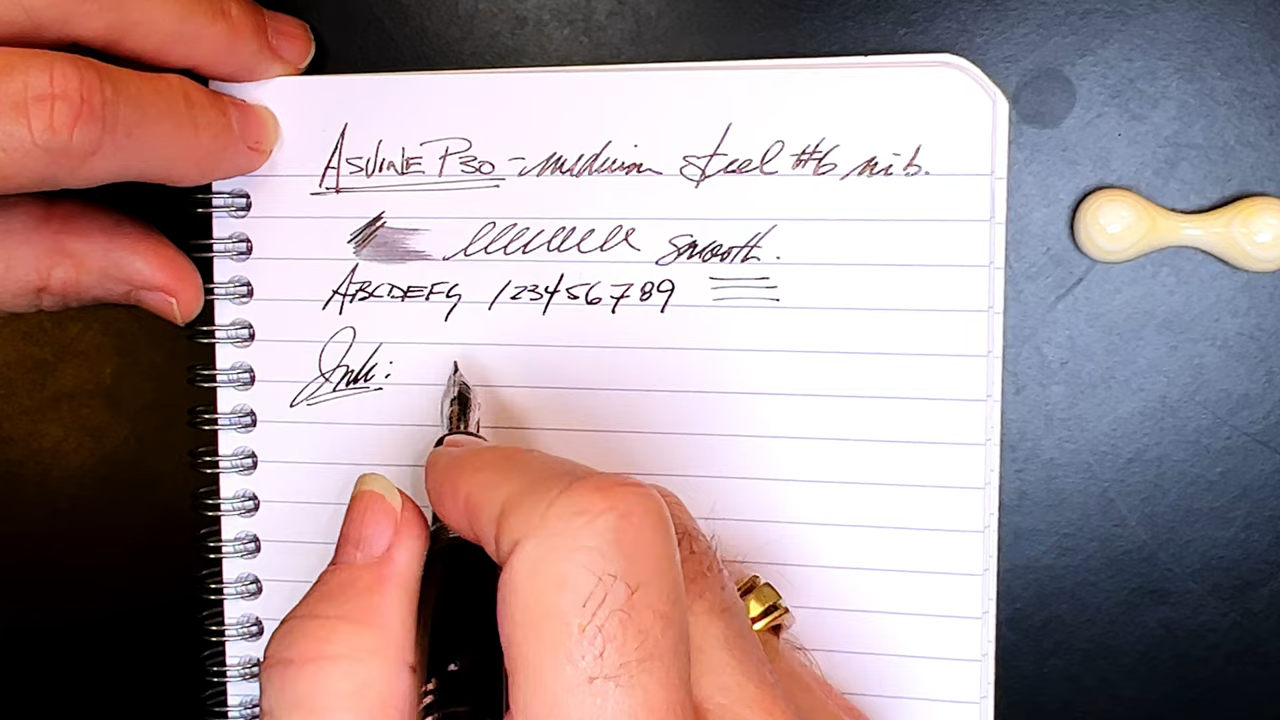 ASVINE P30 - medium steel #6 nib.
smooth.
ABCDEFG 123456789
Ink: